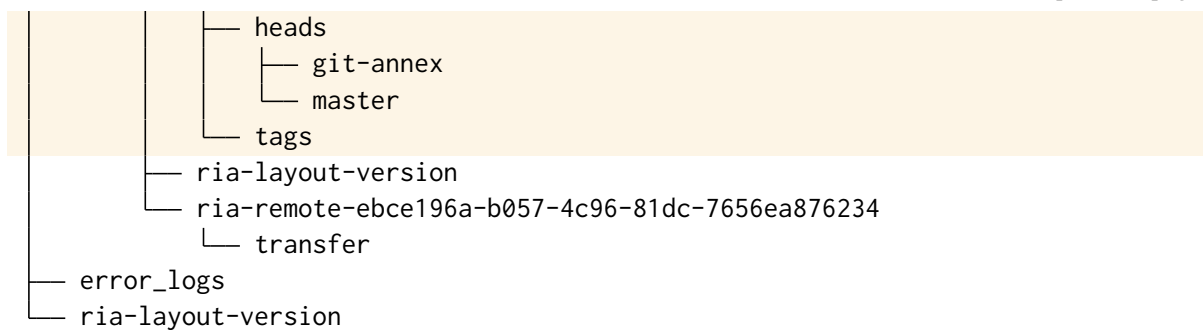 │   │   ├── heads
│   │   │   ├── git-annex
│   │   │   └── master
│   │   └── tags
│   ├── ria-layout-version
│   └── ria-remote-ebce196a-b057-4c96-81dc-7656ea876234
│       └── transfer
├── error_logs
└── ria-layout-version